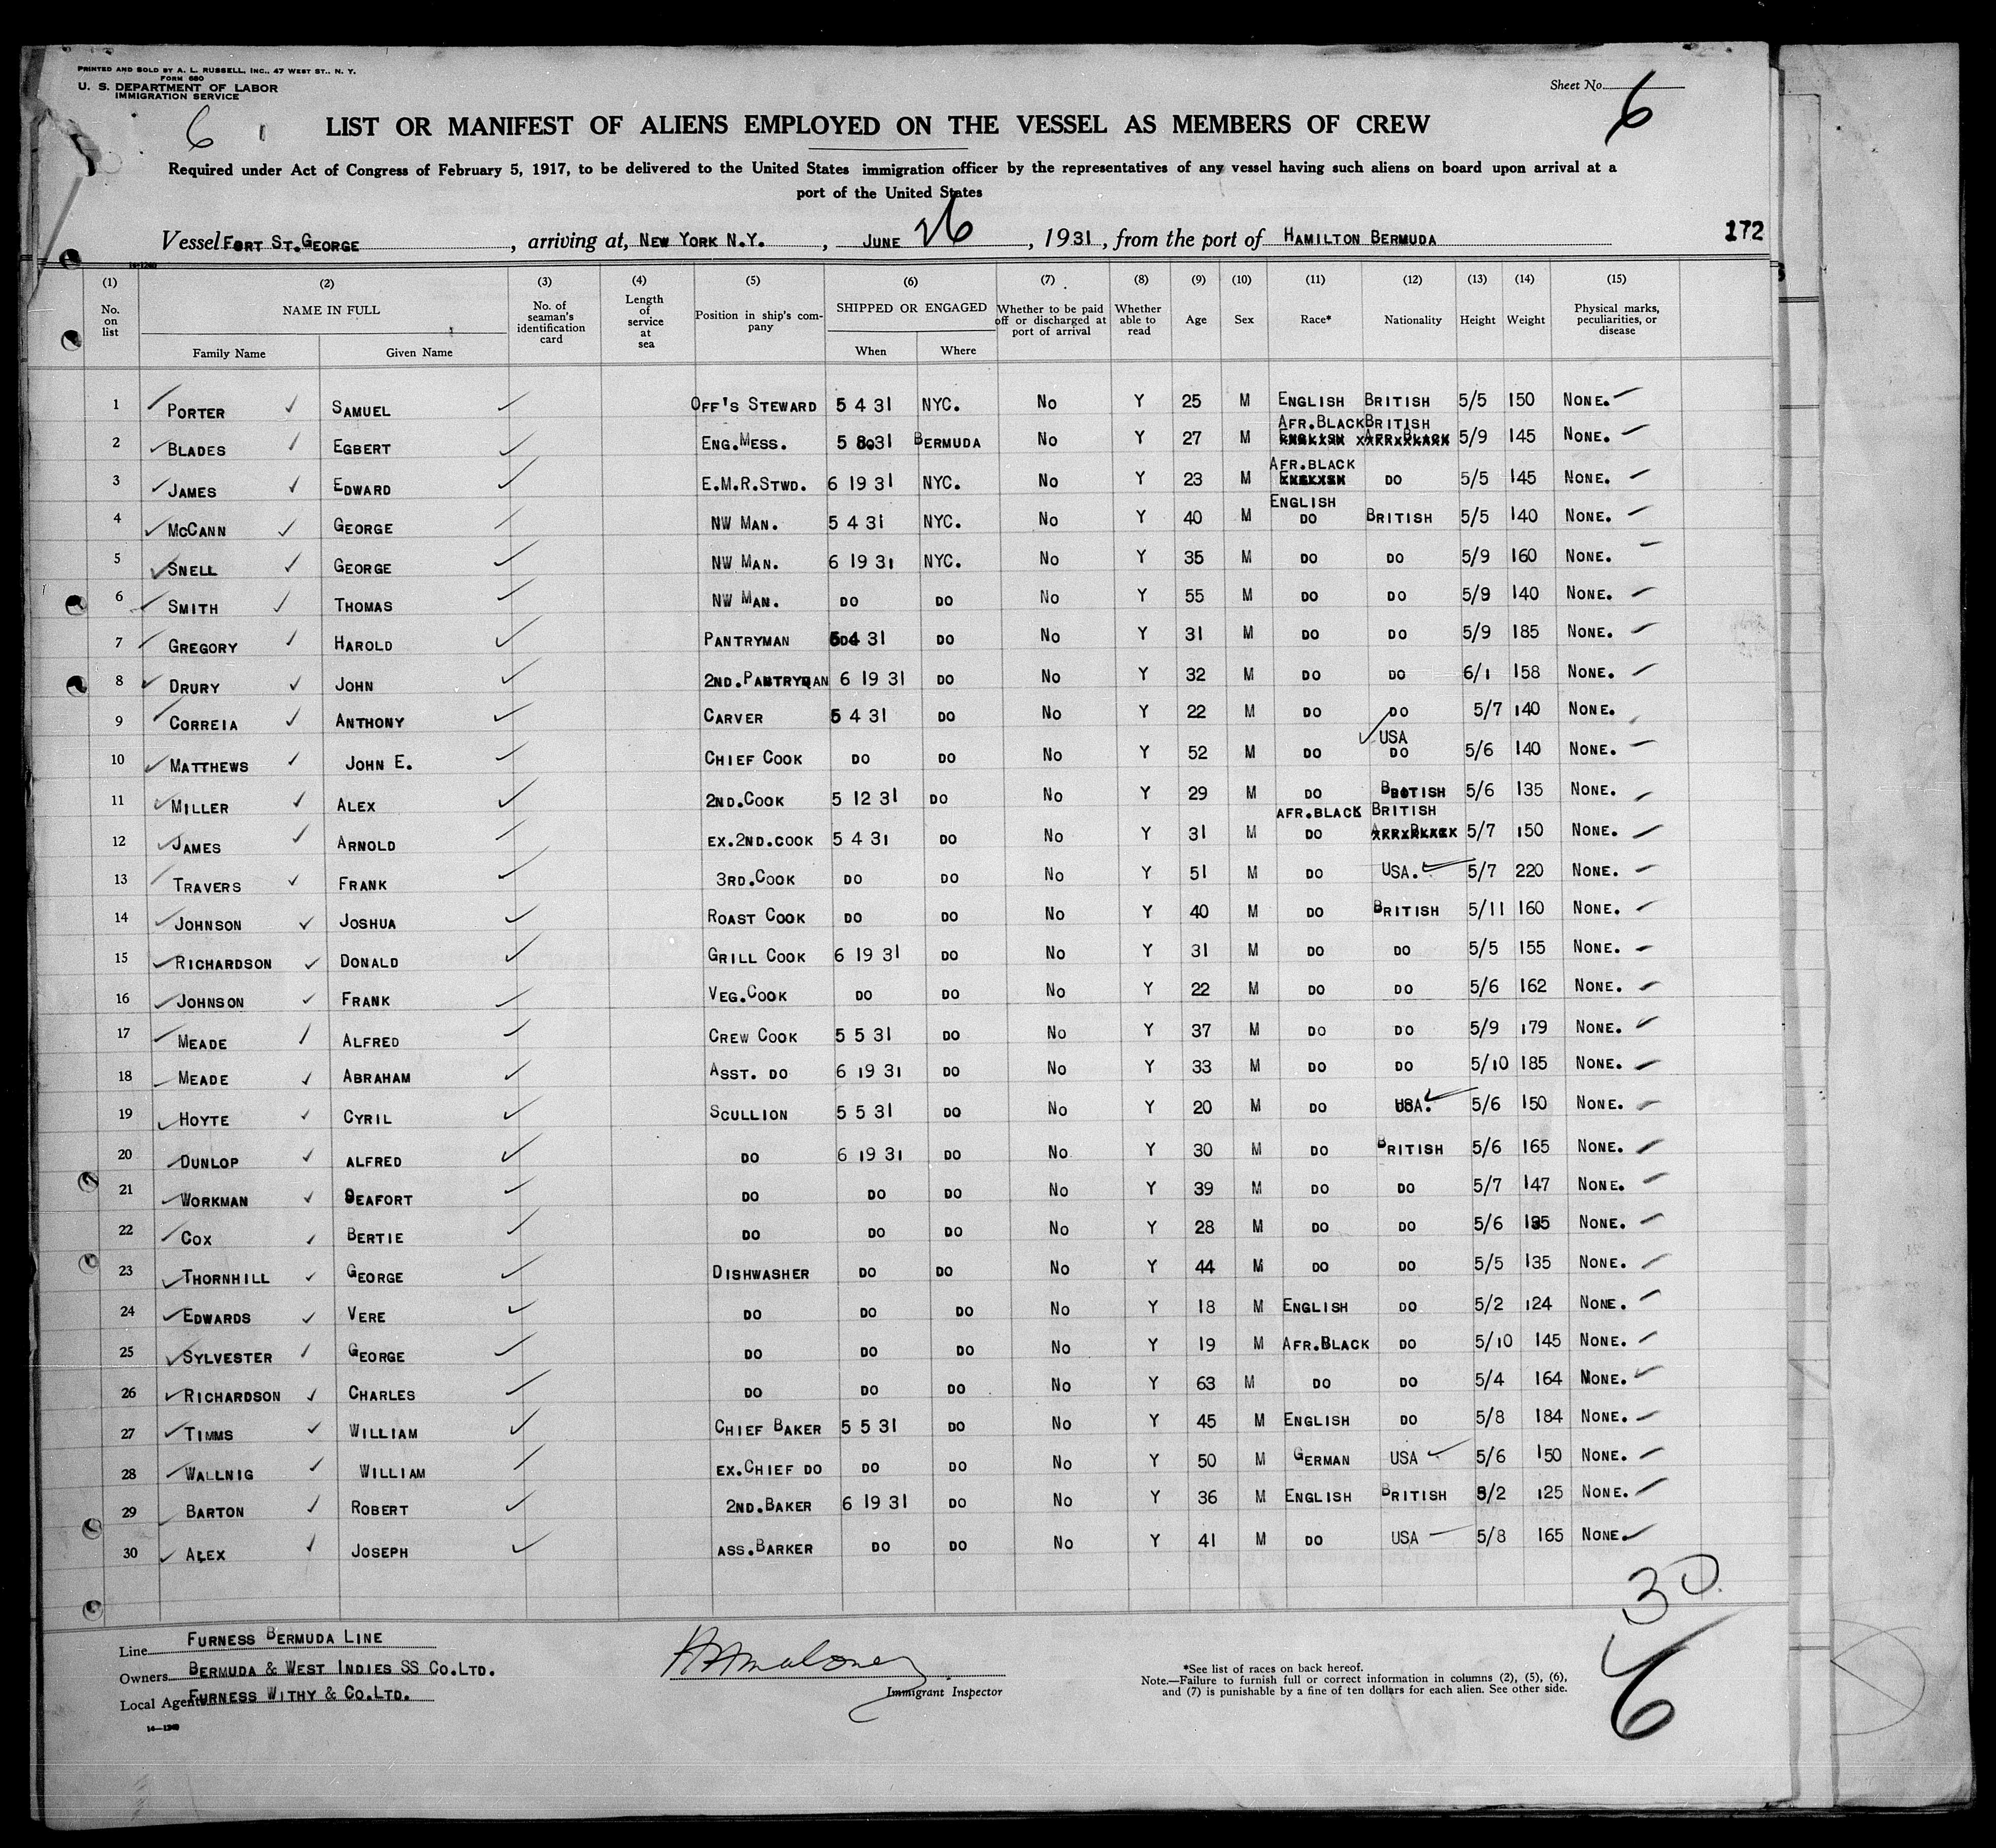 PRINTED AND SOLD BY A. L. RUSSELL, INC., 47 WEST ST., N. Y.
FORM 680
U. S. DEPARTMENT OF LABOR
IMMIGRATION SERVICE
Sheet No. 6
6
LIST OR MANIFEST OF ALIENS EMPLOYED ON THE VESSEL AS MEMBERS OF CREW
Required under Act of Congress of February 5, 1917, to be delivered to the United States immigration officer by the representatives of any vessel having such aliens on board upon arrival at a
port of the United States
Vessel FORT ST.GEORGE, arriving at, NEW YORK N.Y., JUNE 26, 1931, from the port of HAMILTON BERMUDA 172
(1) (2) (3) (4) (5) (6) (7) (8) (9) (10) (11) (12) (13) (14) (15)
No. on list NAME IN FULL Family Name Given Name No. of seaman's identification card Length of service at sea Position in ship's company SHIPPED OR ENGAGED When Where Whether to be paid off or discharged at port of arrival Whether able to read Age Sex Race* Nationality Height Weight Physical marks, peculiarities, or disease
1 PORTER SAMUEL OFF'S STEWARD 5 4 31 NYC. No Y 25 M ENGLISH BRITISH 5/5 150 NONE.
AFR.BLACK BRITISH
2 BLADES EGBERT ENG.MESS. 5 8 31 BERMUDA No Y 27 M 5/9 145 NONE.
AFR.BLACK
3 JAMES EDWARD E.M.R.STWD. 6 19 31 NYC. No Y 23 M DO 5/5 145 NONE.
ENGLISH
4 McCANN GEORGE NW MAN. 5 4 31 NYC. No Y 40 M DO BRITISH 5/5 140 NONE.
5 SNELL GEORGE NW MAN. 6 19 31 NYC. No Y 35 M DO DO 5/9 160 NONE.
6 SMITH THOMAS NW MAN. DO DO No Y 55 M DO DO 5/9 140 NONE.
7 GREGORY HAROLD PANTRYMAN 5 4 31 DO No Y 31 M DO DO 5/9 185 NONE.
8 DRURY JOHN 2ND.PANTRYMAN 6 19 31 DO No Y 32 M DO DO 6/1 158 NONE.
9 CORREIA ANTHONY CARVER 5 4 31 DO No Y 22 M DO DO 5/7 140 NONE.
USA
10 MATTHEWS JOHN E. CHIEF COOK DO DO No Y 52 M DO DO 5/6 140 NONE.
11 MILLER ALEX 2ND.COOK 5 12 31 DO No Y 29 M DO BRITISH 5/6 135 NONE.
AFR.BLACK BRITISH
12 JAMES ARNOLD EX.2ND.COOK 5 4 31 DO No Y 31 M DO 5/7 150 NONE.
13 TRAVERS FRANK 3RD.COOK DO DO No Y 51 M DO USA. 5/7 220 NONE.
14 JOHNSON JOSHUA ROAST COOK DO DO No Y 40 M DO BRITISH 5/11 160 NONE.
15 RICHARDSON DONALD GRILL COOK 6 19 31 DO No Y 31 M DO DO 5/5 155 NONE.
16 JOHNSON FRANK VEG.COOK DO DO No Y 22 M DO DO 5/6 162 NONE.
17 MEADE ALFRED CREW COOK 5 5 31 DO No Y 37 M DO DO 5/9 179 NONE.
18 MEADE ABRAHAM ASST. DO 6 19 31 DO No Y 33 M DO DO 5/10 185 NONE.
19 HOYTE CYRIL SCULLION 5 5 31 DO No Y 20 M DO USA. 5/6 150 NONE.
20 DUNLOP ALFRED DO 6 19 31 DO No Y 30 M DO BRITISH 5/6 165 NONE.
21 WORKMAN SEAFORT DO DO DO No Y 39 M DO DO 5/7 147 NONE.
22 COX BERTIE DO DO DO No Y 28 M DO DO 5/6 135 NONE.
23 THORNHILL GEORGE DISHWASHER DO DO No Y 44 M DO DO 5/5 135 NONE.
24 EDWARDS VERE DO DO DO No Y 18 M ENGLISH DO 5/2 124 NONE.
25 SYLVESTER GEORGE DO DO DO No Y 19 M AFR.BLACK DO 5/10 145 NONE.
26 RICHARDSON CHARLES DO DO DO No Y 63 M DO DO 5/4 164 NONE.
27 TIMMS WILLIAM CHIEF BAKER 5 5 31 DO No Y 45 M ENGLISH DO 5/8 184 NONE.
28 WALLNIG WILLIAM EX.CHIEF DO DO DO No Y 50 M GERMAN USA 5/6 150 NONE.
29 BARTON ROBERT 2ND.BAKER 6 19 31 DO No Y 36 M ENGLISH BRITISH 5/2 125 NONE.
30 ALEX JOSEPH ASS.BARKER DO DO No Y 41 M DO USA 5/8 165 NONE
30
6
Line FURNESS BERMUDA LINE
Owners BERMUDA & WEST INDIES SS CO.LTD.
Local Agents FURNESS WITHY & CO.LTD.
14—1240
Immigrant Inspector
*See list of races on back hereof.
Note.—Failure to furnish full or correct information in columns (2), (5), (6),
and (7) is punishable by a fine of ten dollars for each alien. See other side.